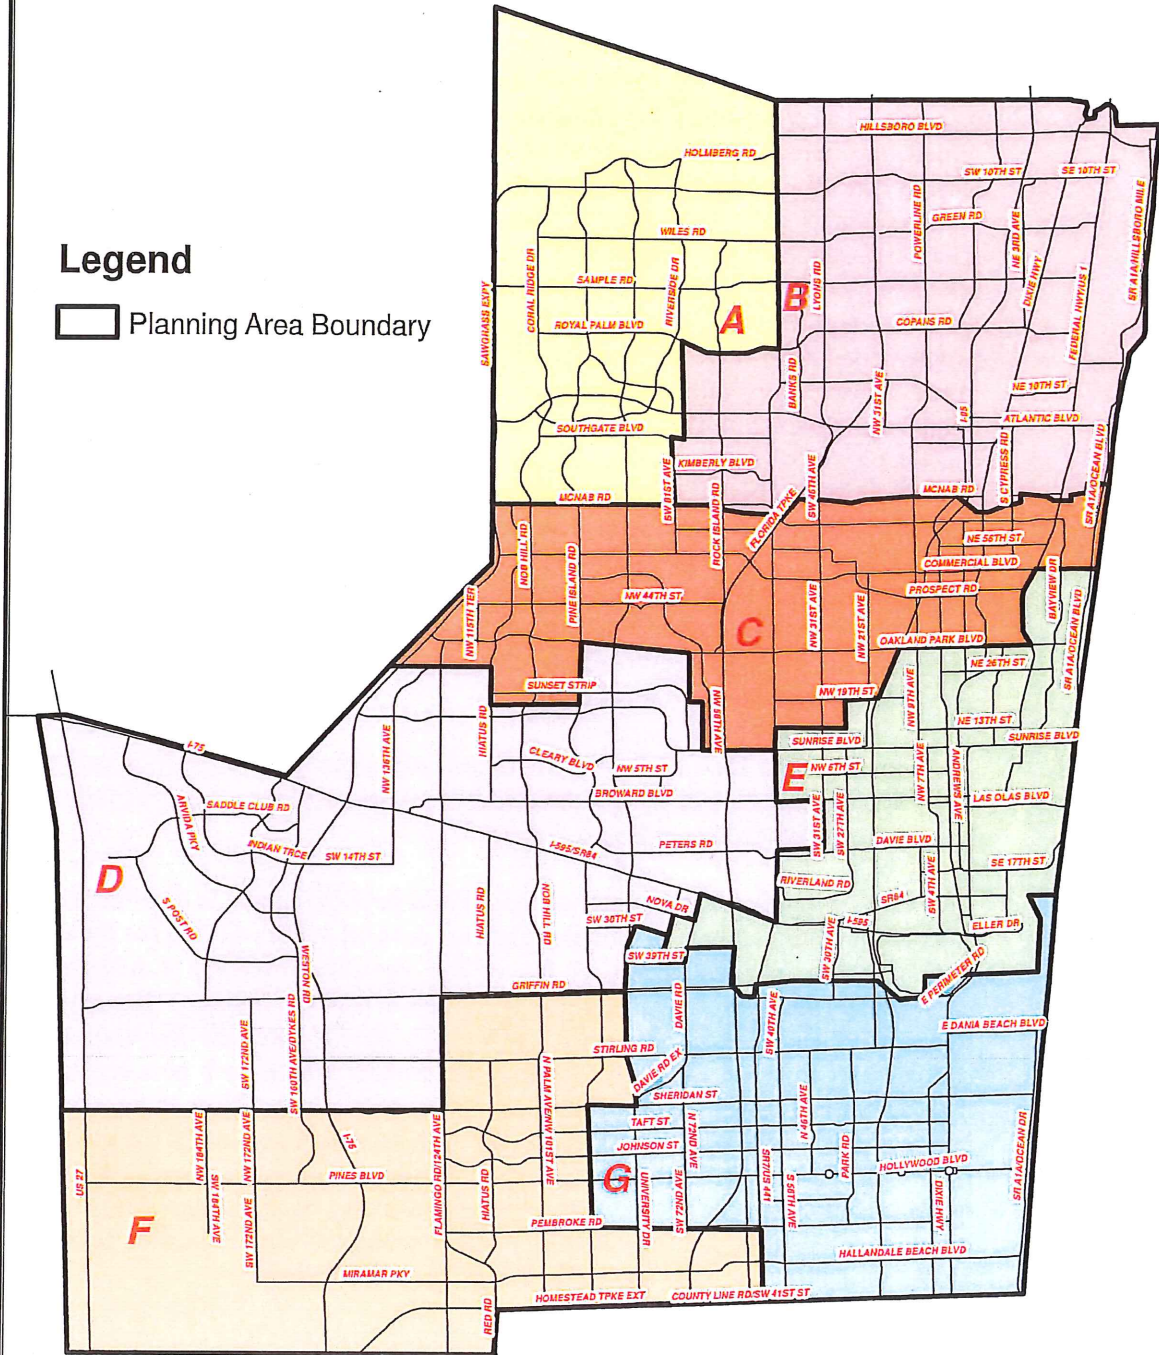 Legend
Planning Area Boundary
HILLSBORO BLVD
HOLMBERG RD
SW 10TH ST
SE 10TH ST
POWERLINE RD
GREEN RD
NE 3RD AVE
SR A1A/HILLSBORO MILE
WILES RD
CORAL RIDGE DR
SAMPLE RD
RIVERSIDE DR
LYONS RD
DIXIE HWY
FEDERAL HWY/US 1
SAWGRASS EXPY
A
B
ROYAL PALM BLVD
COPANS RD
BANKS RD
NW 31ST AVE
NE 10TH ST
I-95
ATLANTIC BLVD
SOUTHGATE BLVD
S CYPRESS RD
SR A1A/OCEAN BLVD
KIMBERLY BLVD
SW 81ST AVE
SW 46TH AVE
MCNAB RD
MCNAB RD
ROCK ISLAND RD
FLORIDA TPKE
NOB HILL RD
PINE ISLAND RD
NE 56TH ST
COMMERCIAL BLVD
PROSPECT RD
BAYVIEW DR
SR A1A/OCEAN BLVD
NW 115TH TER
NW 44TH ST
NW 31ST AVE
NW 21ST AVE
C
OAKLAND PARK BLVD
NE 26TH ST
SUNSET STRIP
NW 19TH ST
NW 9TH AVE
NW 56TH AVE
HIATUS RD
NE 13TH ST
SUNRISE BLVD
SUNRISE BLVD
I-75
NW 136TH AVE
CLEARY BLVD
NW 5TH ST
E
NW 6TH ST
NW 7TH AVE
ANDREWS AVE
BROWARD BLVD
LAS OLAS BLVD
SADDLE CLUB RD
ARVIDA PKY
INDIAN TRCE
SW 14TH ST
I-595/SR84
PETERS RD
SW 31ST AVE
SW 27TH AVE
DAVIE BLVD
SE 17TH ST
D
RIVERLAND RD
SW 4TH AVE
S POST RD
HIATUS RD
NOB HILL RD
NOVA DR
SR84
SW 30TH ST
I-595
ELLER DR
SW 30TH AVE
WESTON RD
SW 39TH ST
E PERIMETER RD
GRIFFIN RD
DAVIE RD
SW 40TH AVE
SW 172ND AVE
SW 160TH AVE/DYKES RD
E DANIA BEACH BLVD
STIRLING RD
DAVIE RD EX
N PALM AVE/NW 101ST AVE
SHERIDAN ST
NW 184TH AVE
NW 172ND AVE
I-75
FLAMINGO RD/124TH AVE
TAFT ST
N 72ND AVE
N 46TH AVE
PARK RD
SR A1A/OCEAN DR
JOHNSON ST
HOLLYWOOD BLVD
US 27
PINES BLVD
SW 184TH AVE
SW 172ND AVE
HIATUS RD
G
UNIVERSITY DR
SW 72ND AVE
SR7/US 441
S 56TH AVE
DIXIE HWY
F
PEMBROKE RD
HALLANDALE BEACH BLVD
MIRAMAR PKY
HOMESTEAD TPKE EXT
COUNTY LINE RD/SW 41ST ST
RED RD